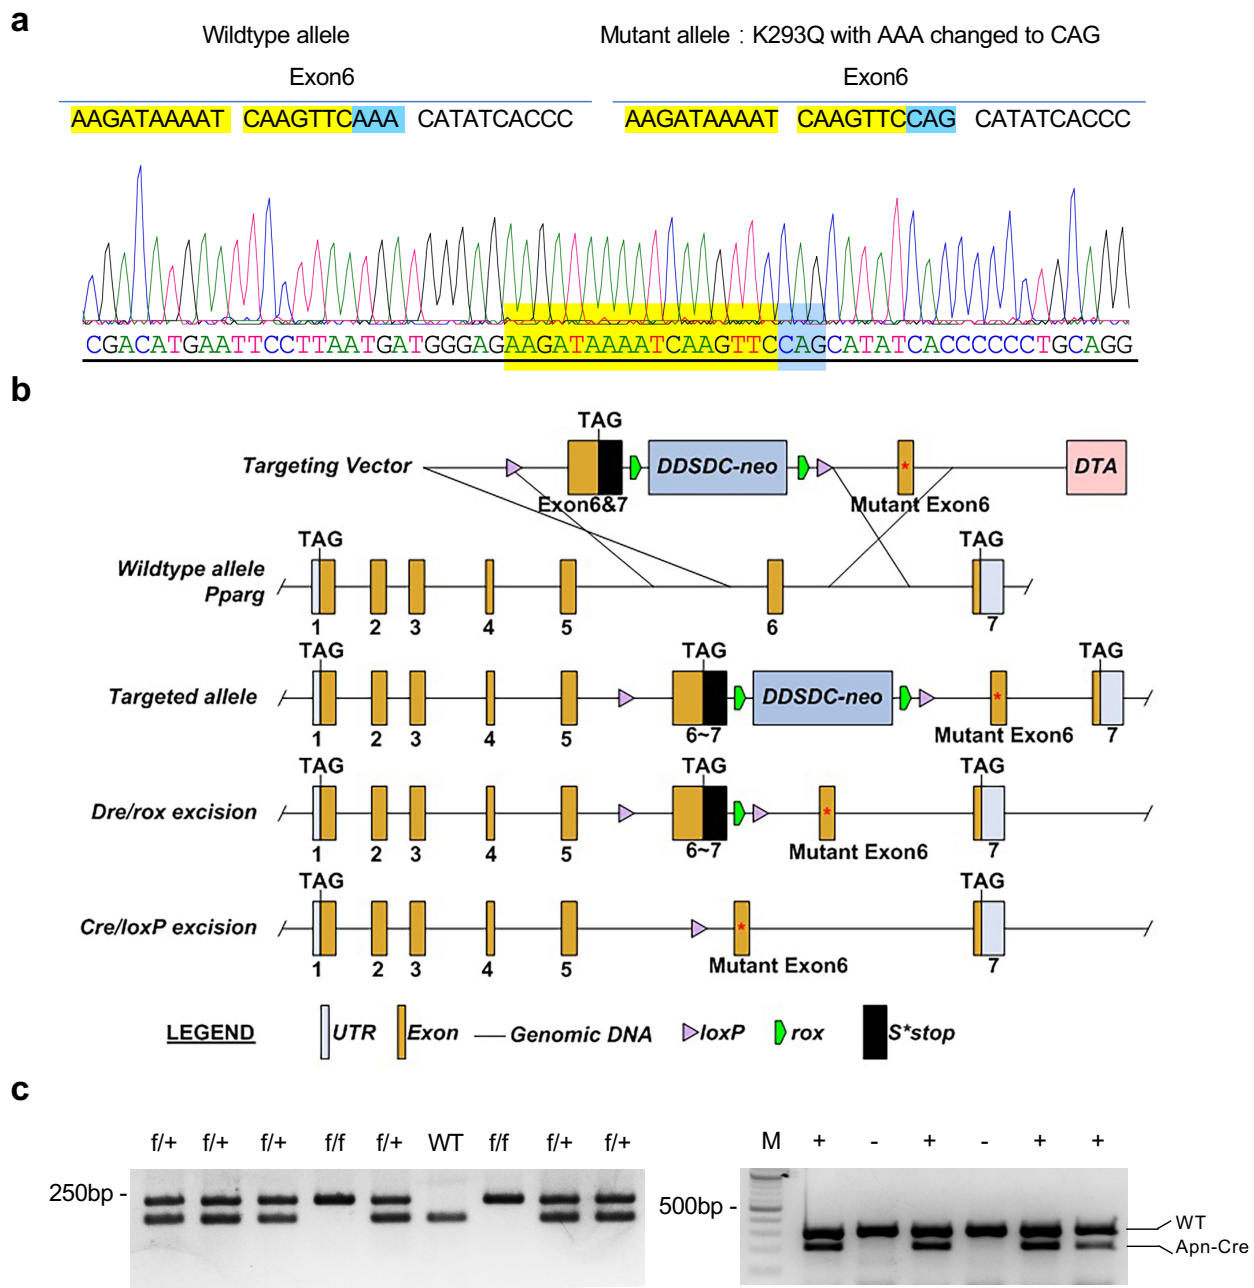 a
Wildtype allele
Mutant allele : K293Q with AAA changed to CAG
Exon6
Exon6
AAGATAAAAT CAAGTTCAAA CATATCACCC
AAGATAAAAT CAAGTTCCAG CATATCACCC
CGACATGAATTCCTTAATGATGGGAGAAGATAAAATCAAGTTCCAGCATATCACCCCCCTGCAGG
b
TAG
Targeting Vector
DDSDC-neo
*
DTA
Exon6&7
Mutant Exon6
TAG
TAG
Wildtype allele
Pparg
1 2 3 4 5 6 7
TAG
TAG
TAG
Targeted allele
DDSDC-neo
*
1 2 3 4 5 6~7 Mutant Exon6 7
TAG
TAG
TAG
Dre/rox excision
*
1 2 3 4 5 6~7 Mutant Exon6 7
TAG
TAG
Cre/loxP excision
*
1 2 3 4 5 Mutant Exon6 7
LEGEND UTR Exon Genomic DNA loxP rox S*stop
c
f/+ f/+ f/+ f/f f/+ WT f/f f/+ f/+
250bp -
M + - + - + +
500bp -
WT
Apn-Cre